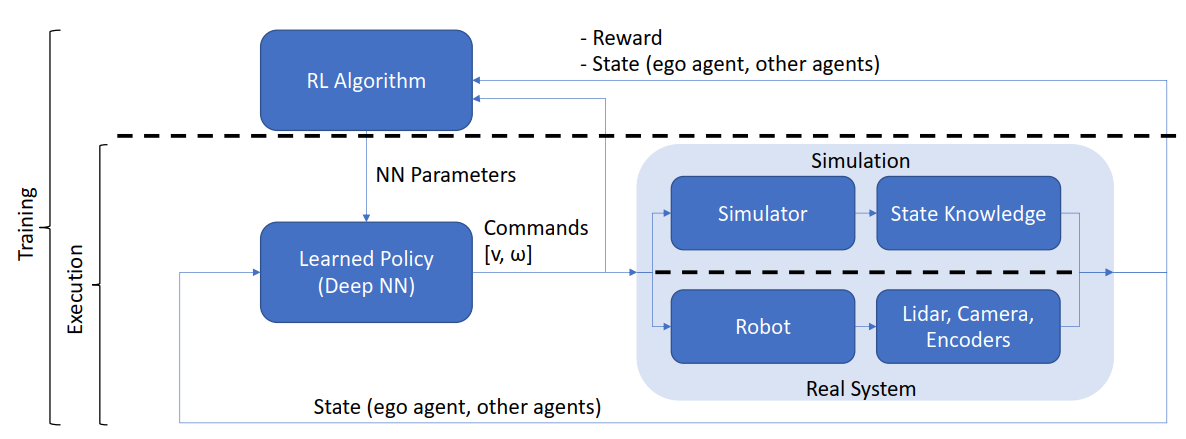 - Reward
- State (ego agent, other agents)
RL Algorithm
Training
Execution
NN Parameters
Learned Policy
(Deep NN)
Commands
[v, ω]
Simulation
Simulator
State Knowledge
Robot
Lidar, Camera,
Encoders
Real System
State (ego agent, other agents)